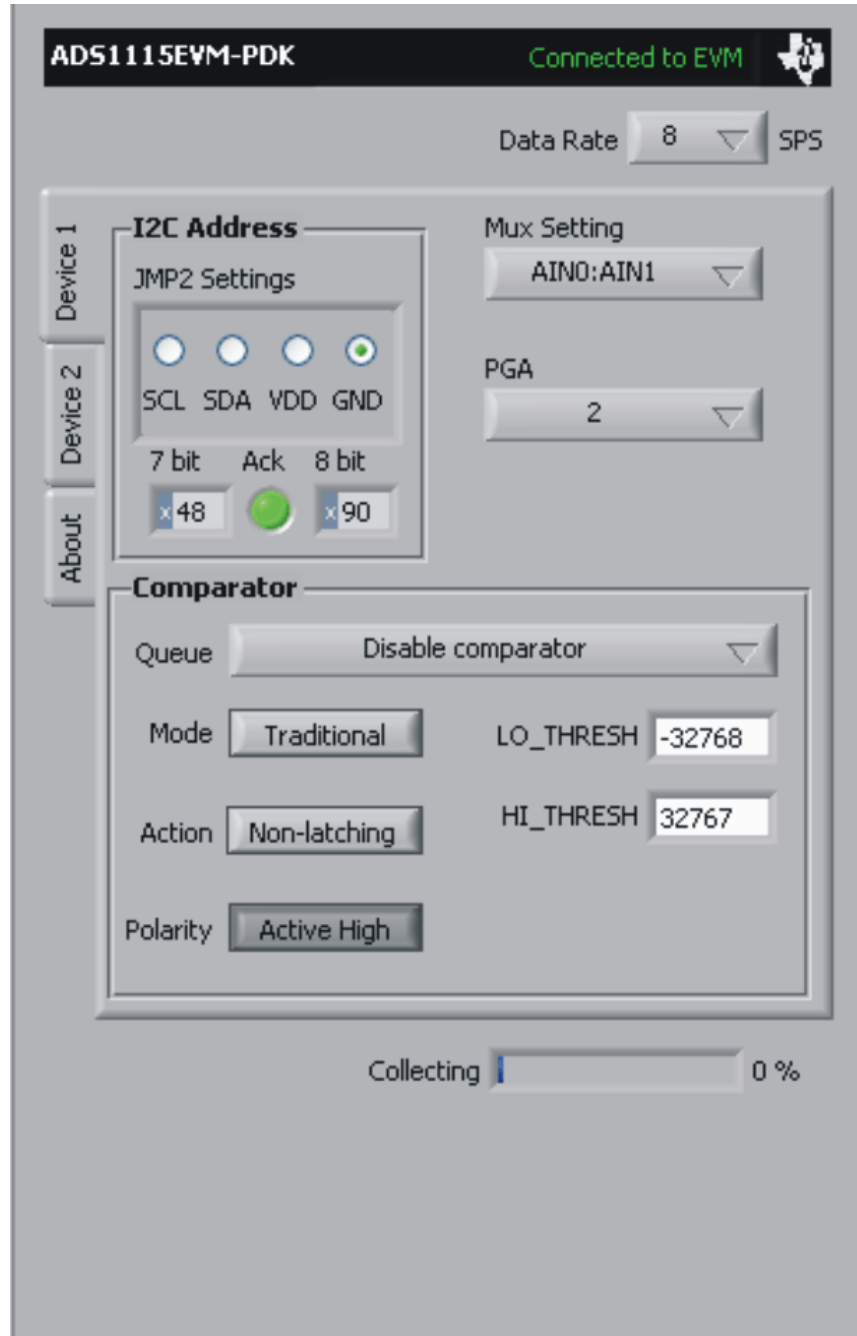 ADS1115EVM-PDK Connected to EVM
Data Rate 8 SPS
Device 1
Device 2
About
I2C Address
JMP2 Settings
SCL SDA VDD GND
7 bit Ack 8 bit
x 48 x 90
Mux Setting
AIN0:AIN1
PGA
2
Comparator
Queue Disable comparator
Mode Traditional LO_THRESH -32768
Action Non-latching HI_THRESH 32767
Polarity Active High
Collecting 0 %